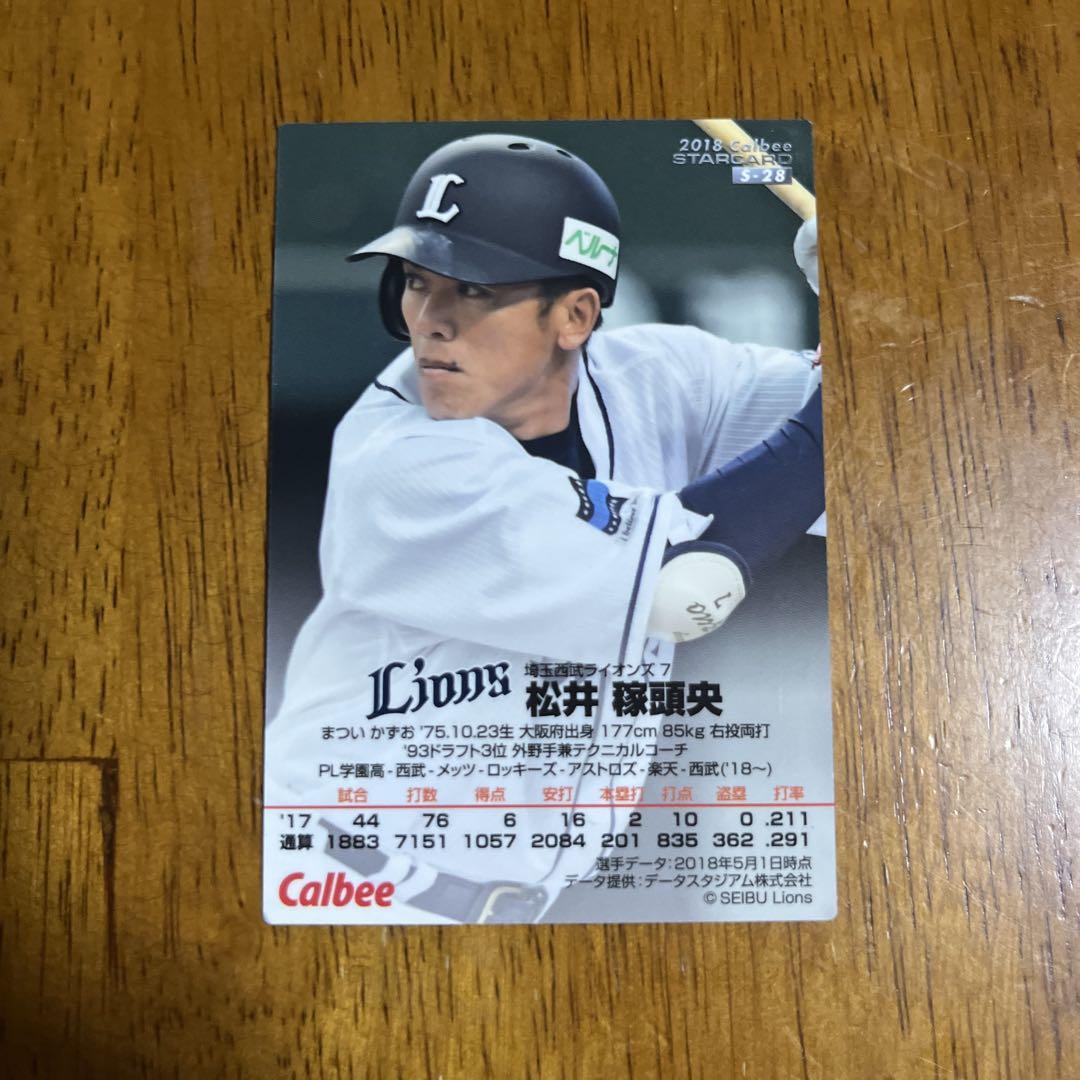 2018 Calbee
STARCARD
S-28
L
ベルーナ
i believe
Lions
埼玉西武ライオンズ 7
松井 稼頭央
まつい かずお '75.10.23生 大阪府出身 177cm 85kg 右投両打
'93ドラフト3位 外野手兼テクニカルコーチ
PL学園高-西武-メッツ-ロッキーズ-アストロズ-楽天-西武('18〜)
試合 打数 得点 安打 本塁打 打点 盗塁 打率
'17 44 76 6 16 2 10 0 .211
通算 1883 7151 1057 2084 201 835 362 .291
選手データ:2018年5月1日時点
データ提供:データスタジアム株式会社
Calbee
© SEIBU Lions